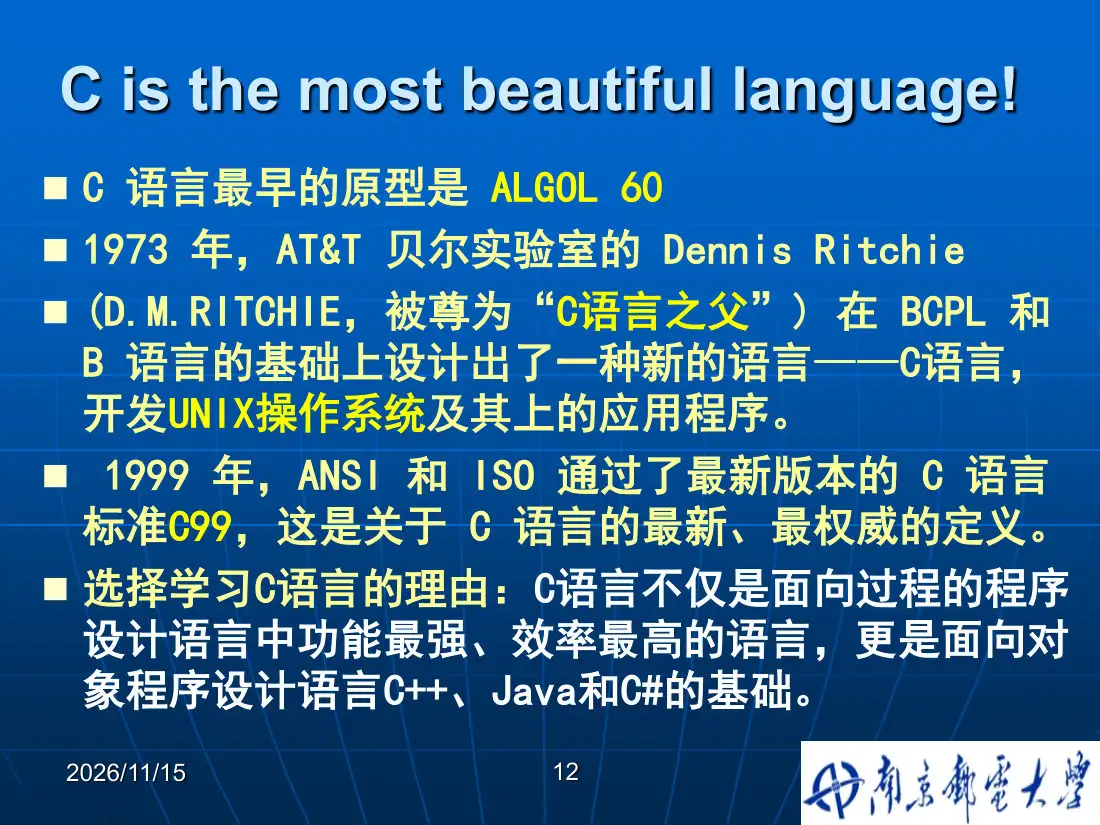 C is the most beautiful language!
C 语言最早的原型是 ALGOL 60
1973 年，AT&T 贝尔实验室的 Dennis Ritchie
(D.M.RITCHIE，被尊为“C语言之父”) 在 BCPL 和
B 语言的基础上设计出了一种新的语言——C语言，
开发UNIX操作系统及其上的应用程序。
1999 年，ANSI 和 ISO 通过了最新版本的 C 语言
标准C99，这是关于 C 语言的最新、最权威的定义。
选择学习C语言的理由：C语言不仅是面向过程的程序
设计语言中功能最强、效率最高的语言，更是面向对
象程序设计语言C++、Java和C#的基础。
2026/11/15
12
南京邮电大学